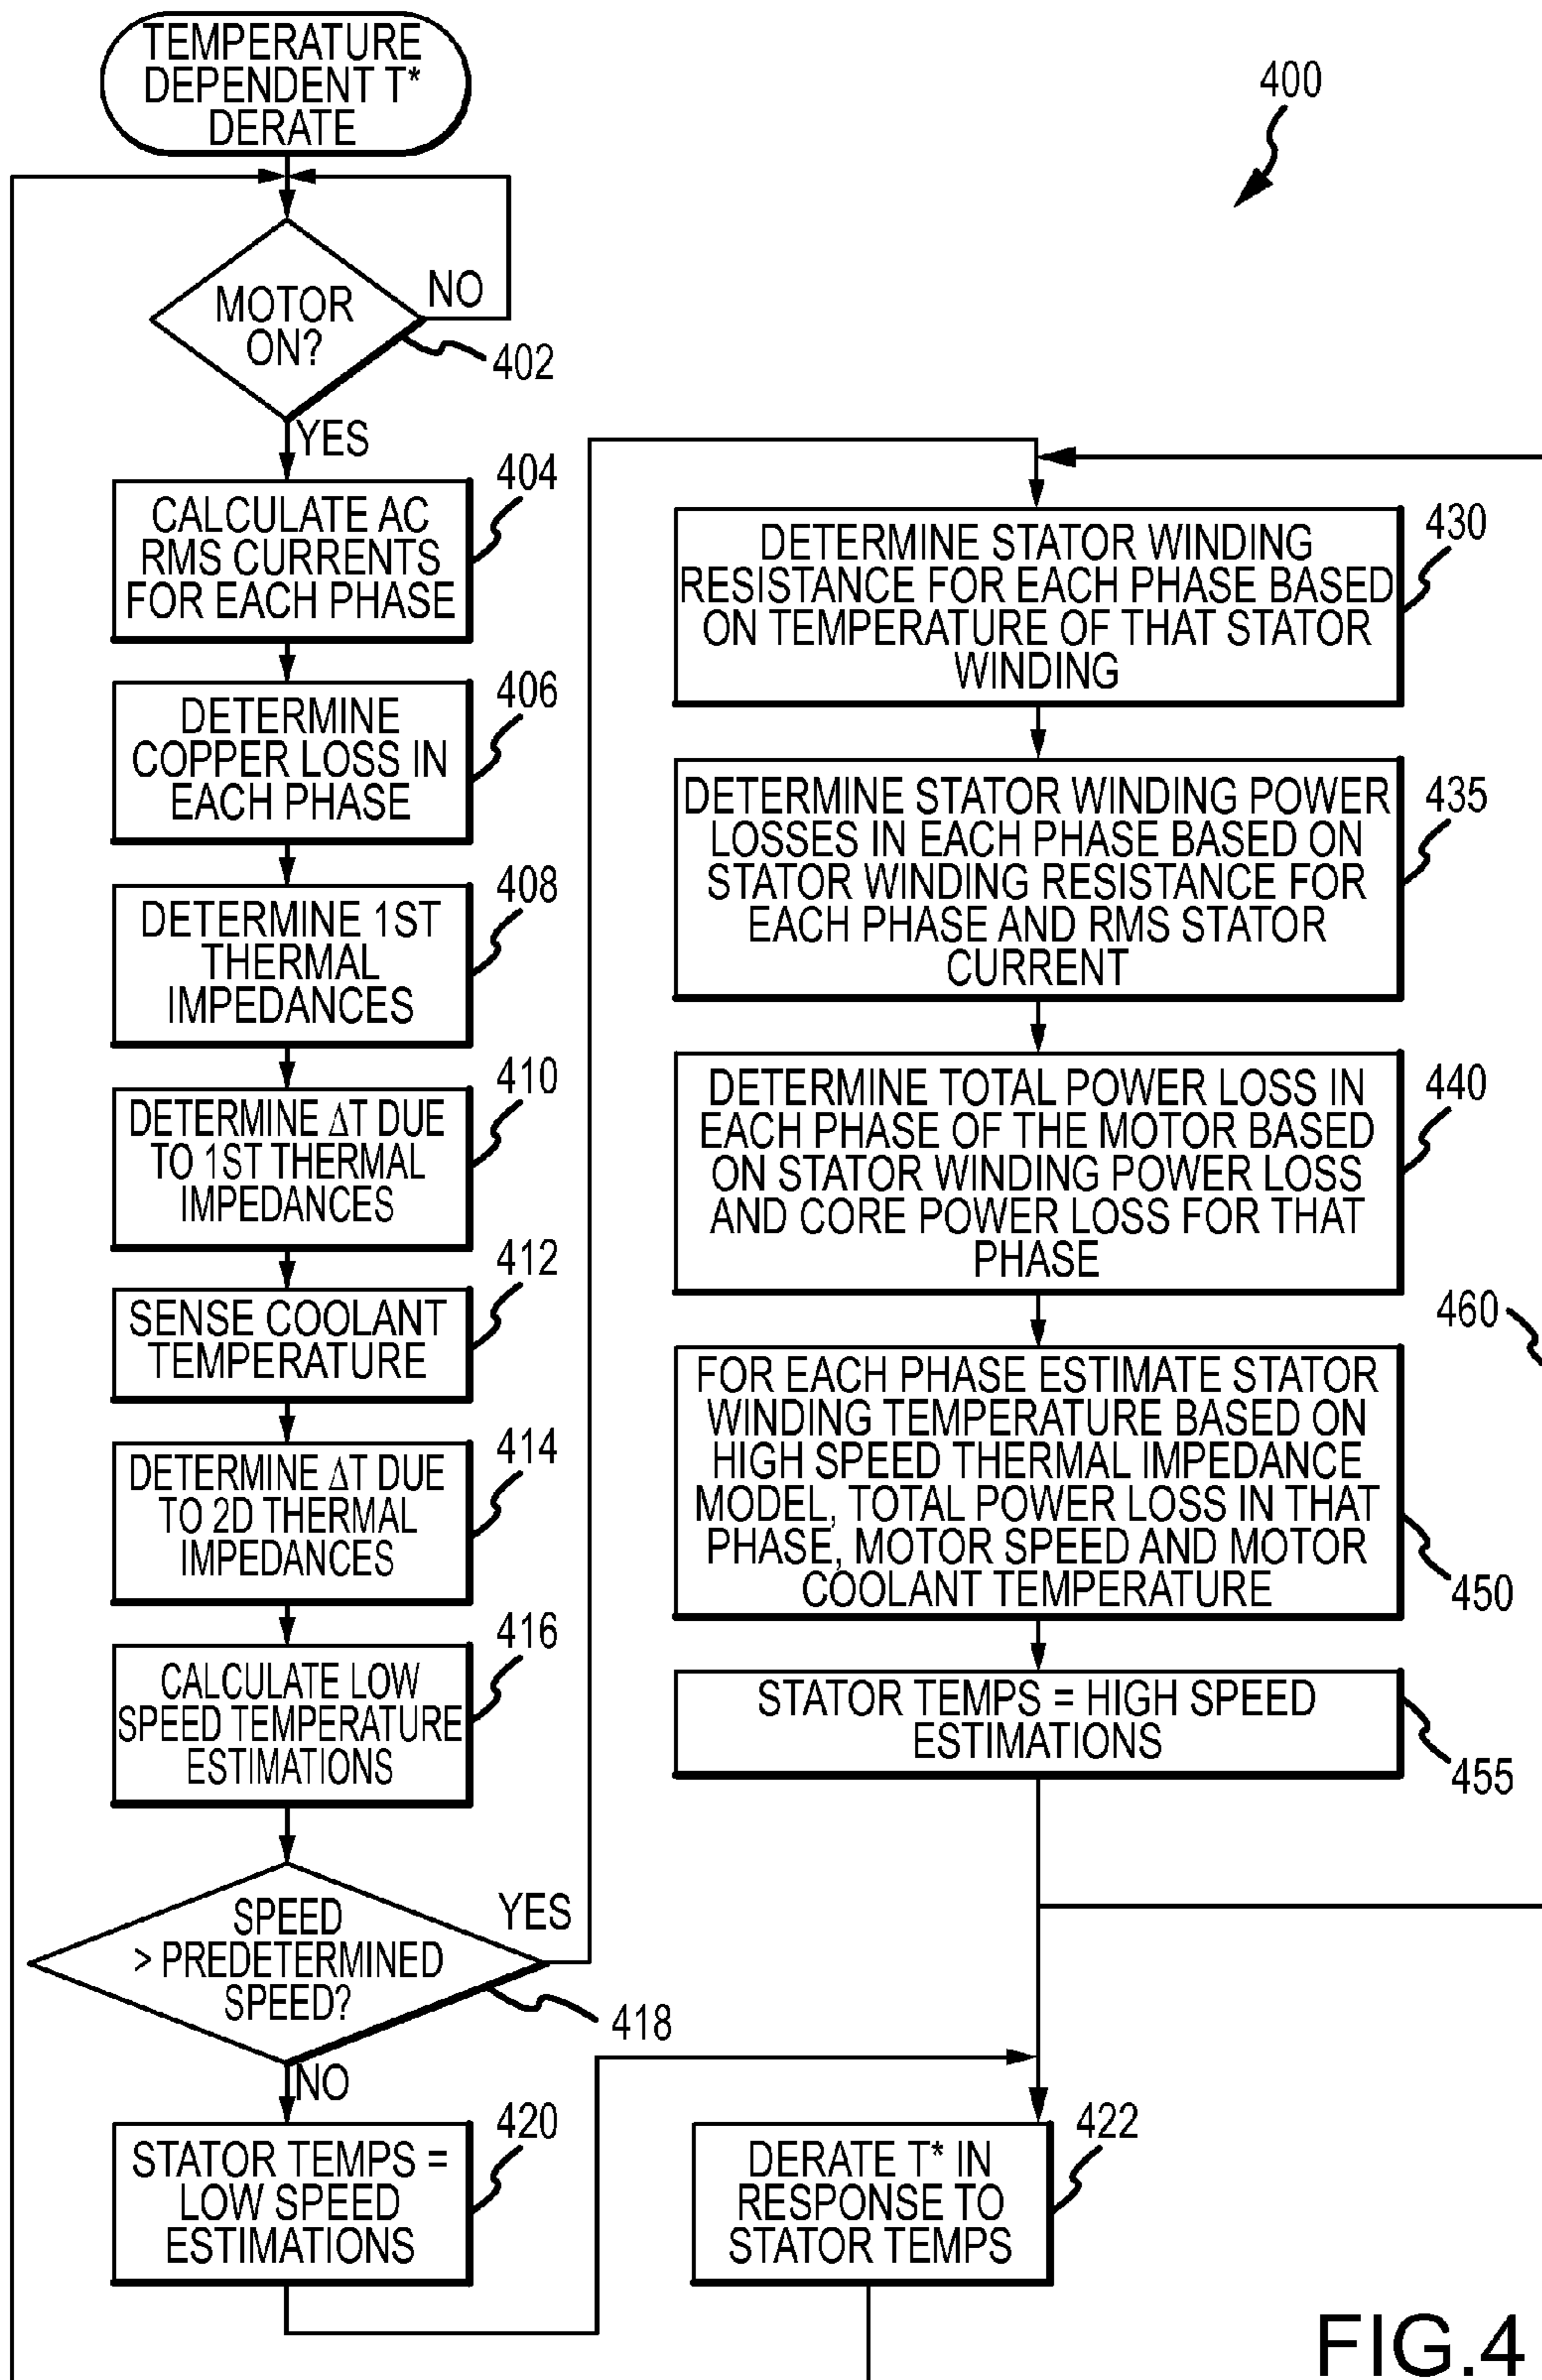 TEMPERATURE
DEPENDENT T*
DERATE
400
MOTOR
ON?
NO
402
YES
404
CALCULATE AC
RMS CURRENTS
FOR EACH PHASE
406
DETERMINE
COPPER LOSS IN
EACH PHASE
408
DETERMINE 1ST
THERMAL
IMPEDANCES
410
DETERMINE ΔT DUE
TO 1ST THERMAL
IMPEDANCES
412
SENSE COOLANT
TEMPERATURE
414
DETERMINE ΔT DUE
TO 2D THERMAL
IMPEDANCES
416
CALCULATE LOW
SPEED TEMPERATURE
ESTIMATIONS
SPEED
> PREDETERMINED
SPEED?
YES
418
NO
420
STATOR TEMPS =
LOW SPEED
ESTIMATIONS
430
DETERMINE STATOR WINDING
RESISTANCE FOR EACH PHASE BASED
ON TEMPERATURE OF THAT STATOR
WINDING
435
DETERMINE STATOR WINDING POWER
LOSSES IN EACH PHASE BASED ON
STATOR WINDING RESISTANCE FOR
EACH PHASE AND RMS STATOR
CURRENT
440
DETERMINE TOTAL POWER LOSS IN
EACH PHASE OF THE MOTOR BASED
ON STATOR WINDING POWER LOSS
AND CORE POWER LOSS FOR THAT
PHASE
460
FOR EACH PHASE ESTIMATE STATOR
WINDING TEMPERATURE BASED ON
HIGH SPEED THERMAL IMPEDANCE
MODEL, TOTAL POWER LOSS IN THAT
PHASE, MOTOR SPEED AND MOTOR
COOLANT TEMPERATURE
450
STATOR TEMPS = HIGH SPEED
ESTIMATIONS
455
422
DERATE T* IN
RESPONSE TO
STATOR TEMPS
FIG.4